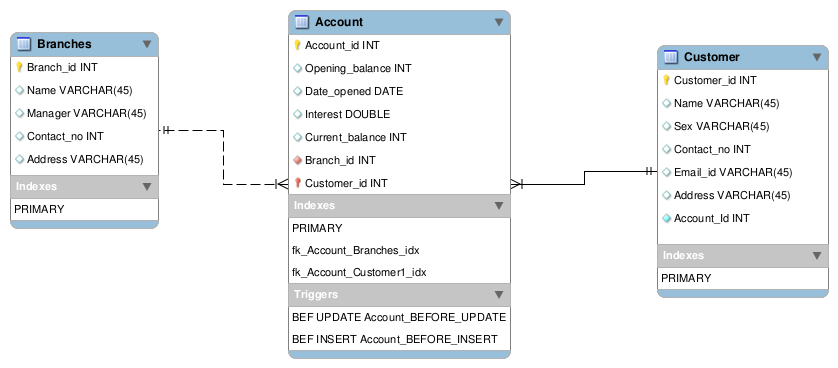 Branches
Branch_id INT
Name VARCHAR(45)
Manager VARCHAR(45)
Contact_no INT
Address VARCHAR(45)
Indexes
PRIMARY
Account
Account_id INT
Opening_balance INT
Date_opened DATE
Interest DOUBLE
Current_balance INT
Branch_id INT
Customer_id INT
Indexes
PRIMARY
fk_Account_Branches_idx
fk_Account_Customer1_idx
Triggers
BEF UPDATE Account_BEFORE_UPDATE
BEF INSERT Account_BEFORE_INSERT
Customer
Customer_id INT
Name VARCHAR(45)
Sex VARCHAR(45)
Contact_no INT
Email_id VARCHAR(45)
Address VARCHAR(45)
Account_Id INT
Indexes
PRIMARY